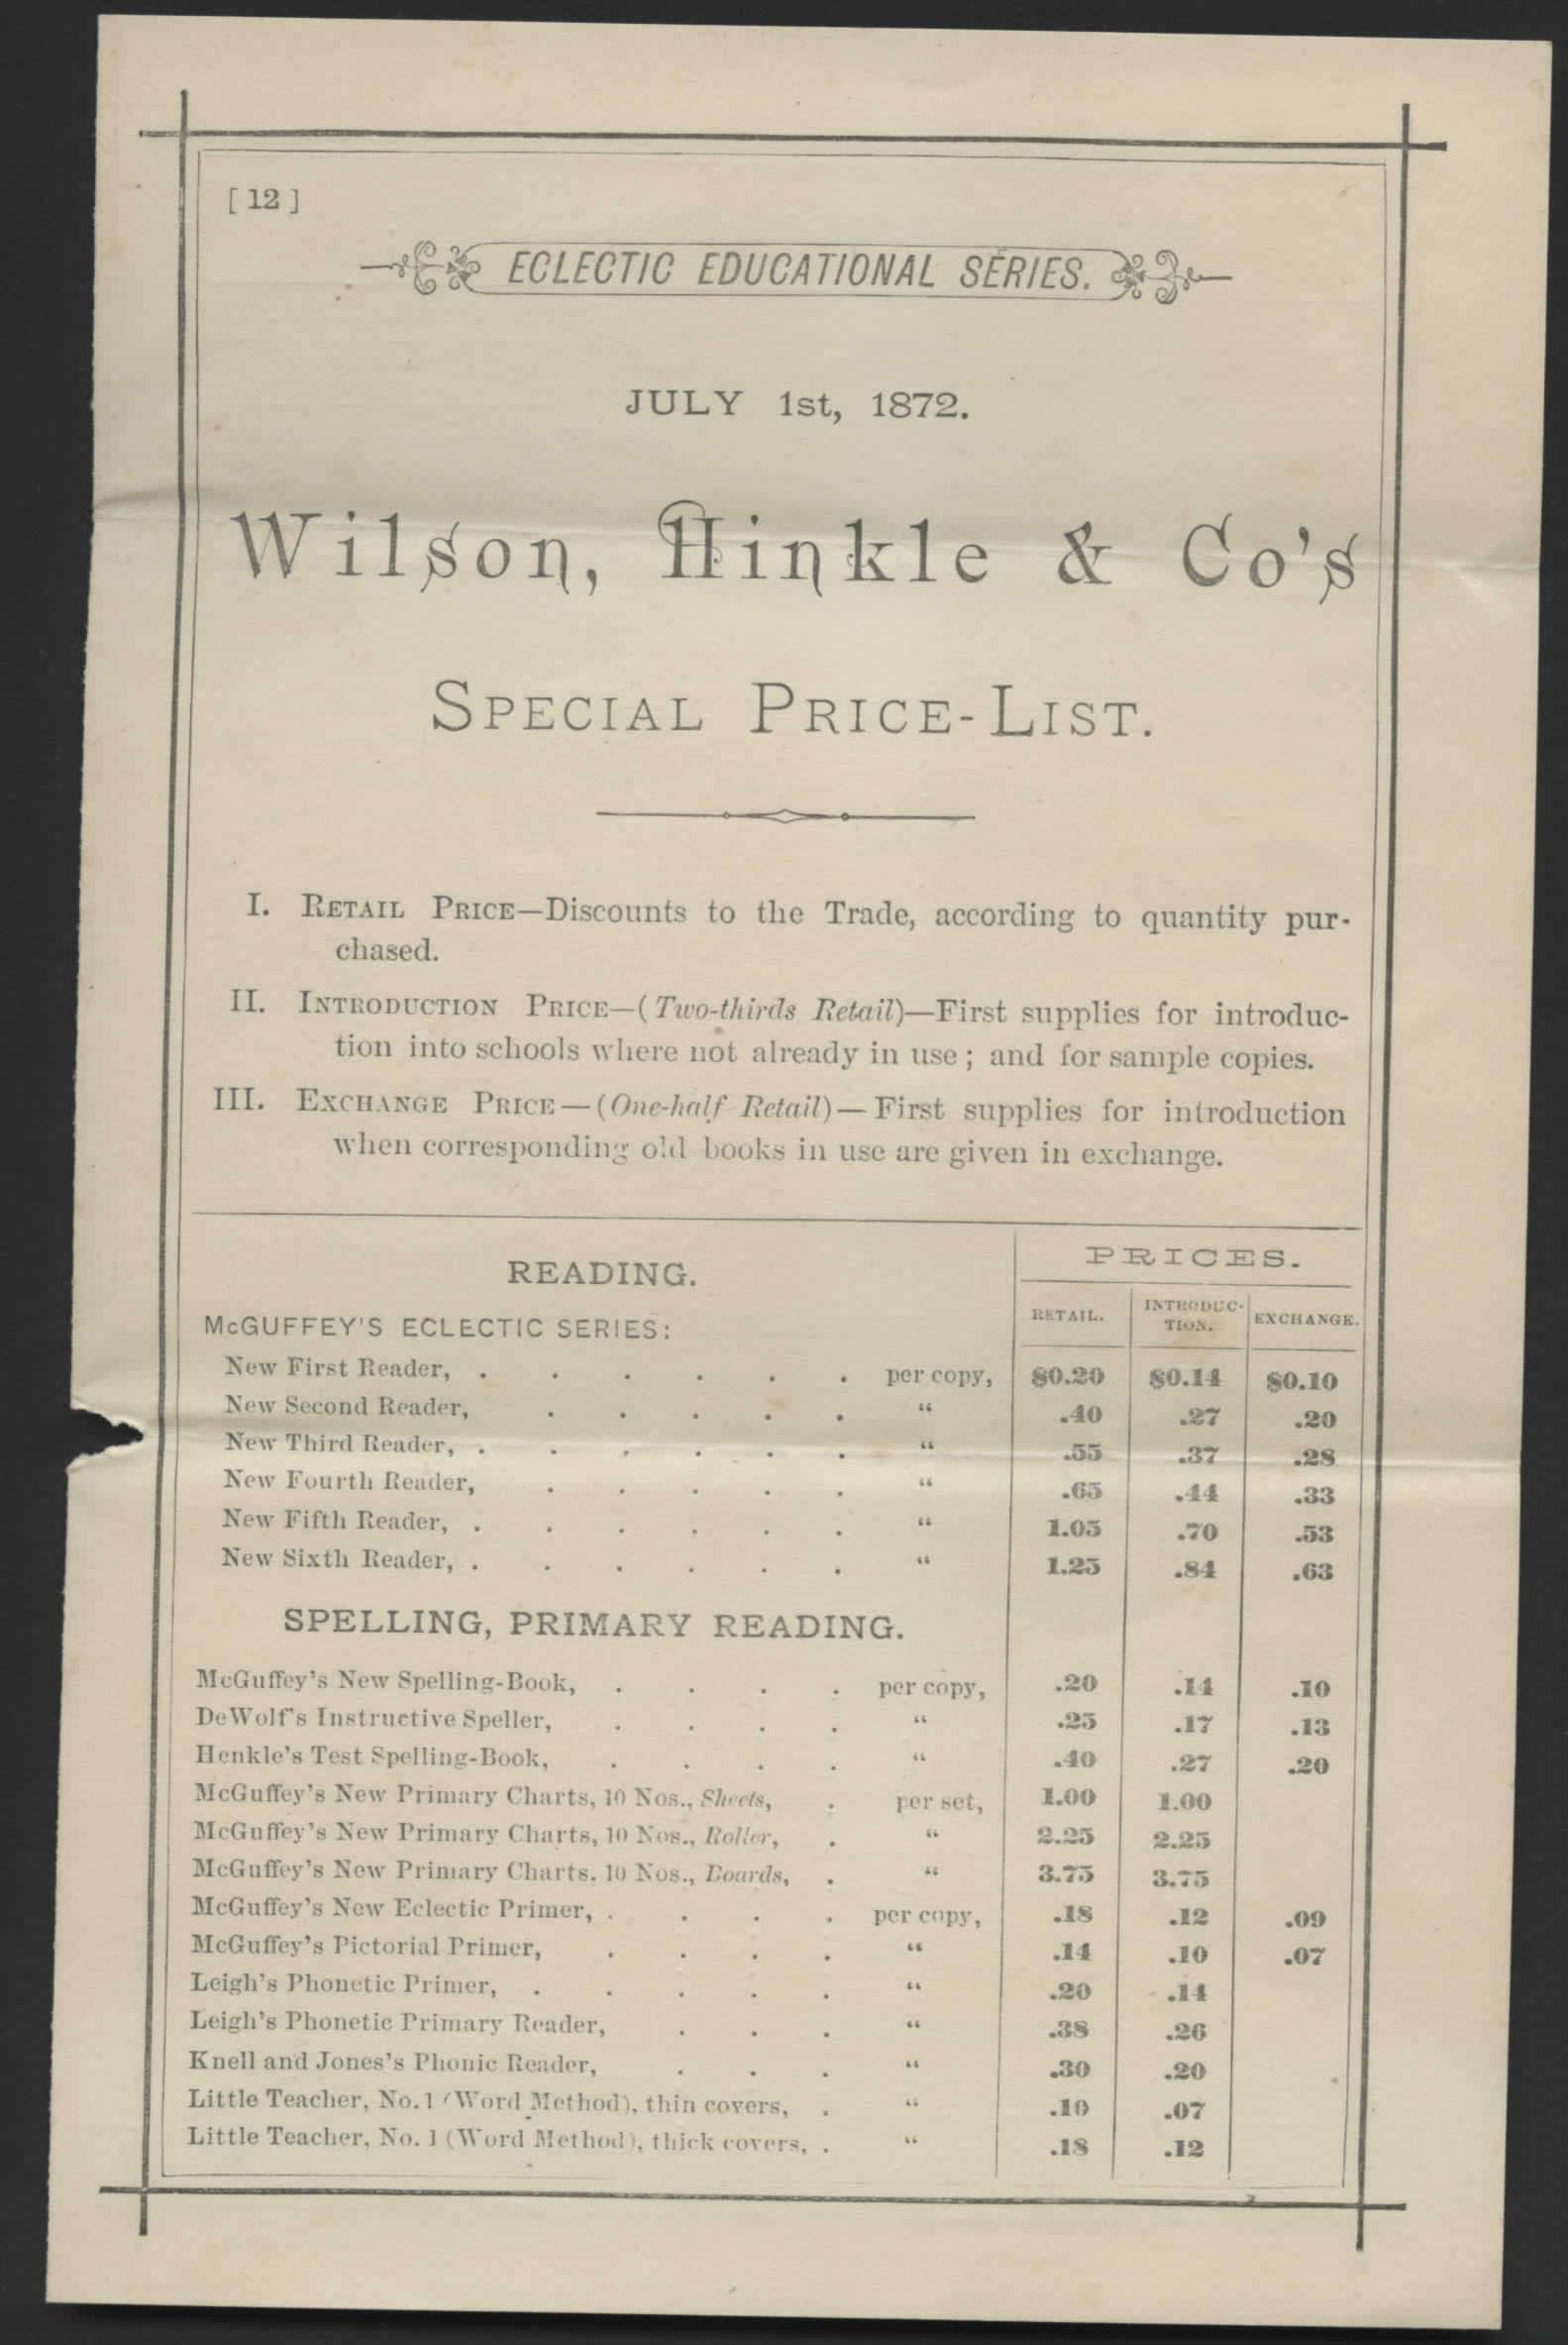 [ 12 ]
ECLECTIC EDUCATIONAL SERIES.
JULY 1st, 1872.
Wilson, Hinkle & Co's
SPECIAL PRICE-LIST.
I. RETAIL PRICE—Discounts to the Trade, according to quantity pur-
chased.
II. INTRODUCTION PRICE—(Two-thirds Retail)—First supplies for introduc-
tion into schools where not already in use; and for sample copies.
III. EXCHANGE PRICE—(One-half Retail)—First supplies for introduction
when corresponding old books in use are given in exchange.
READING.
PRICES.
McGUFFEY'S ECLECTIC SERIES:
RETAIL. INTRODUC-TION. EXCHANGE.
New First Reader, . . . . . . per copy, $0.20 $0.14 $0.10
New Second Reader, . . . . . " .40 .27 .20
New Third Reader, . . . . . . " .55 .37 .28
New Fourth Reader, . . . . . " .65 .44 .33
New Fifth Reader, . . . . . . " 1.05 .70 .53
New Sixth Reader, . . . . . . " 1.25 .84 .63
SPELLING, PRIMARY READING.
McGuffey's New Spelling-Book, . . . . per copy, .20 .14 .10
DeWolf's Instructive Speller, . . . . " .25 .17 .13
Henkle's Test Spelling-Book, . . . . " .40 .27 .20
McGuffey's New Primary Charts, 10 Nos., Sheets, . per set, 1.00 1.00
McGuffey's New Primary Charts, 10 Nos., Roller, . " 2.25 2.25
McGuffey's New Primary Charts, 10 Nos., Boards, . " 3.75 3.75
McGuffey's New Eclectic Primer, . . . . per copy, .18 .12 .09
McGuffey's Pictorial Primer, . . . . " .14 .10 .07
Leigh's Phonetic Primer, . . . . . " .20 .14
Leigh's Phonetic Primary Reader, . . . " .38 .26
Knell and Jones's Phonic Reader, . . . " .30 .20
Little Teacher, No. 1 (Word Method), thin covers, . " .10 .07
Little Teacher, No. 1 (Word Method), thick covers, . " .18 .12